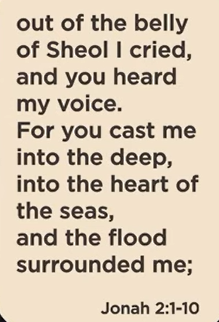 out of the belly
of Sheol I cried,
and you heard
my voice.
For you cast me
into the deep,
into the heart of
the seas,
and the flood
surrounded me;
Jonah 2:1-10